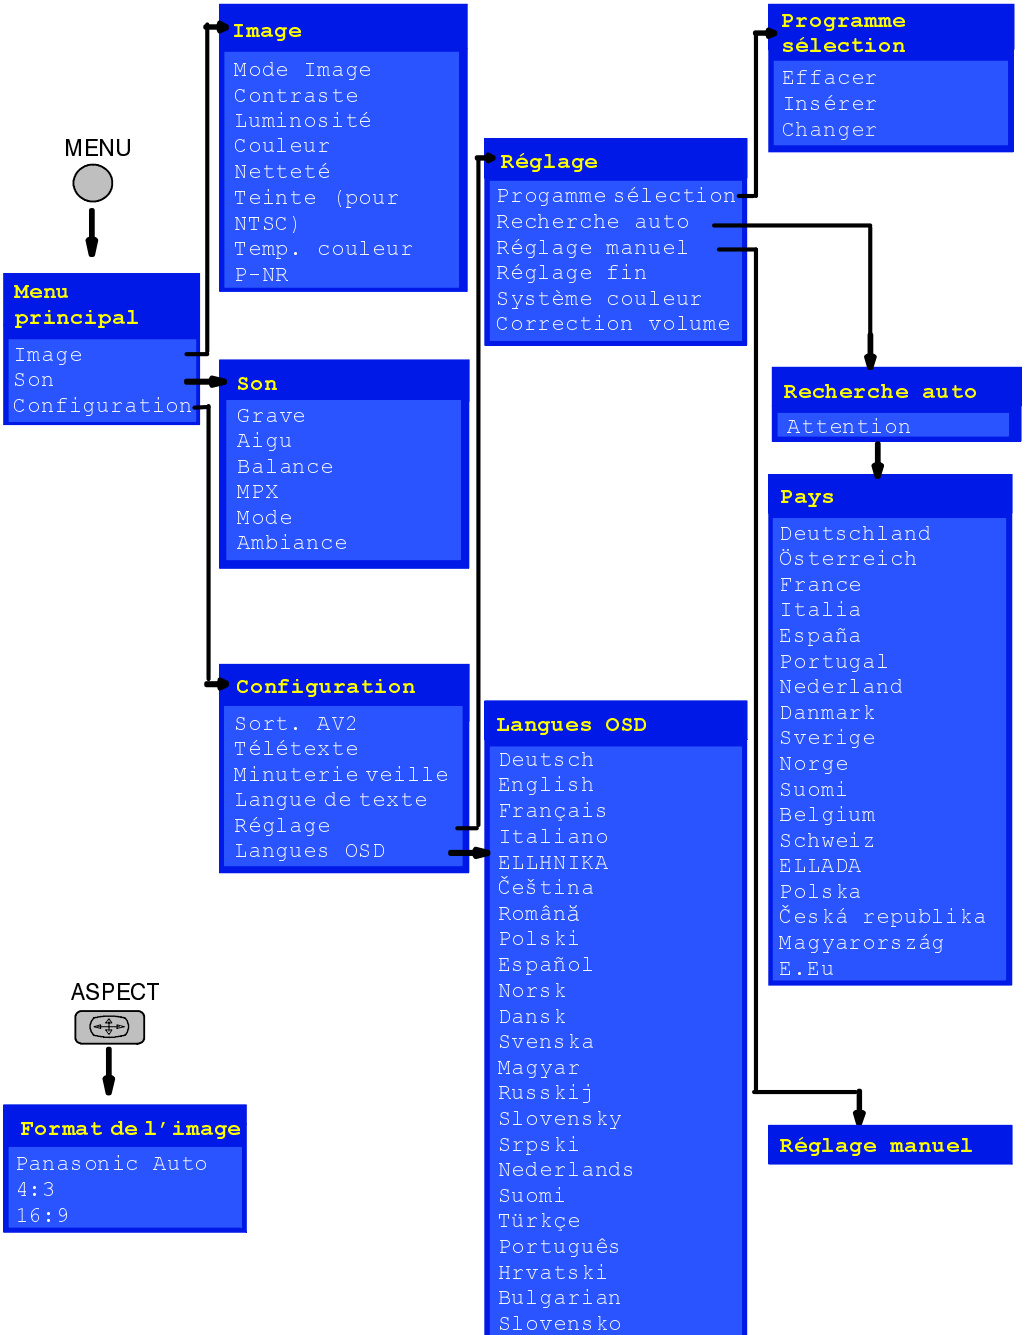 MENU
Menu
principal
Image
Son
Configuration
Image
Mode Image
Contraste
Luminosité
Couleur
Netteté
Teinte (pour
NTSC)
Temp. couleur
P-NR
Son
Grave
Aigu
Balance
MPX
Mode
Ambiance
Configuration
Sort. AV2
Télétexte
Minuterie veille
Langue de texte
Réglage
Langues OSD
Réglage
Progamme sélection
Recherche auto
Réglage manuel
Réglage fin
Système couleur
Correction volume
Langues OSD
Deutsch
English
Français
Italiano
ELLHNIKA
Čeština
Română
Polski
Español
Norsk
Dansk
Svenska
Magyar
Russkij
Slovensky
Srpski
Nederlands
Suomi
Türkçe
Português
Hrvatski
Bulgarian
Slovensko
Programme
sélection
Effacer
Insérer
Changer
Recherche auto
Attention
Pays
Deutschland
Österreich
France
Italia
España
Portugal
Nederland
Danmark
Sverige
Norge
Suomi
Belgium
Schweiz
ELLADA
Polska
Česká republika
Magyarország
E.Eu
Réglage manuel
ASPECT
Format de l'image
Panasonic Auto
4:3
16:9